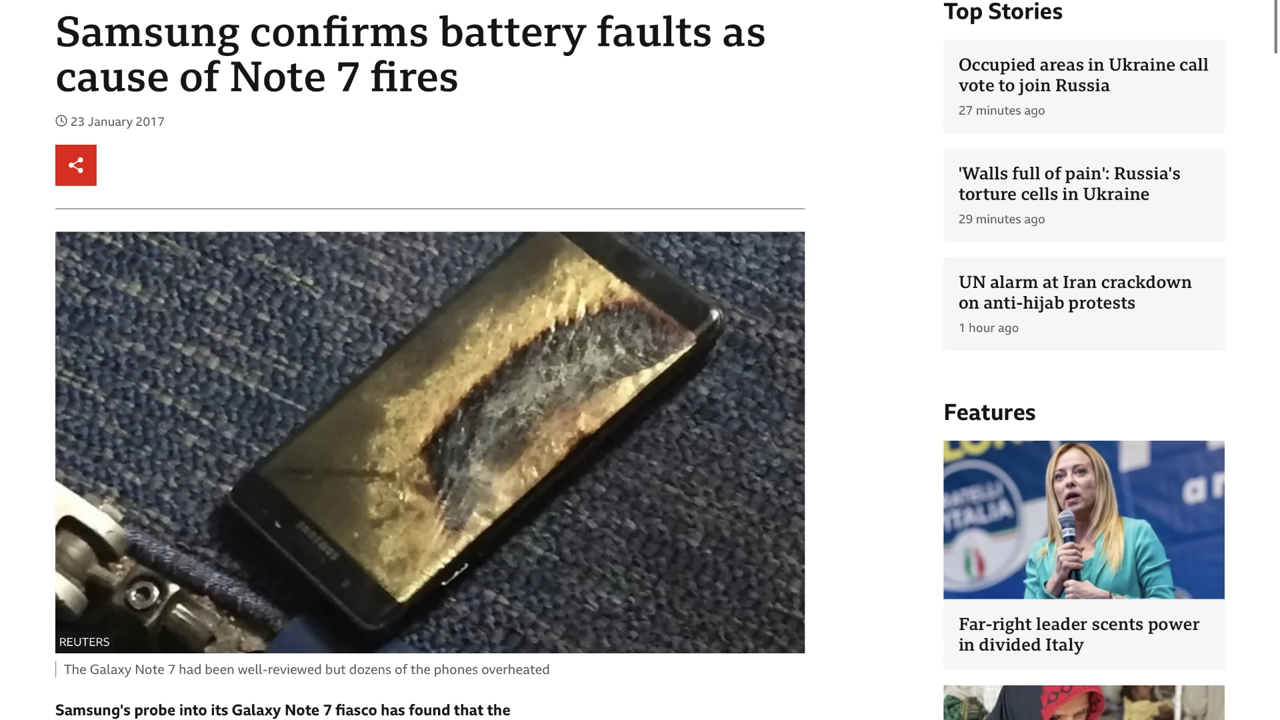 Samsung confirms battery faults as
cause of Note 7 fires
23 January 2017
SAMSUNG
REUTERS
The Galaxy Note 7 had been well-reviewed but dozens of the phones overheated
Samsung's probe into its Galaxy Note 7 fiasco has found that the
Top Stories
Occupied areas in Ukraine call
vote to join Russia
27 minutes ago
'Walls full of pain': Russia's
torture cells in Ukraine
29 minutes ago
UN alarm at Iran crackdown
on anti-hijab protests
1 hour ago
Features
Far-right leader scents power
in divided Italy